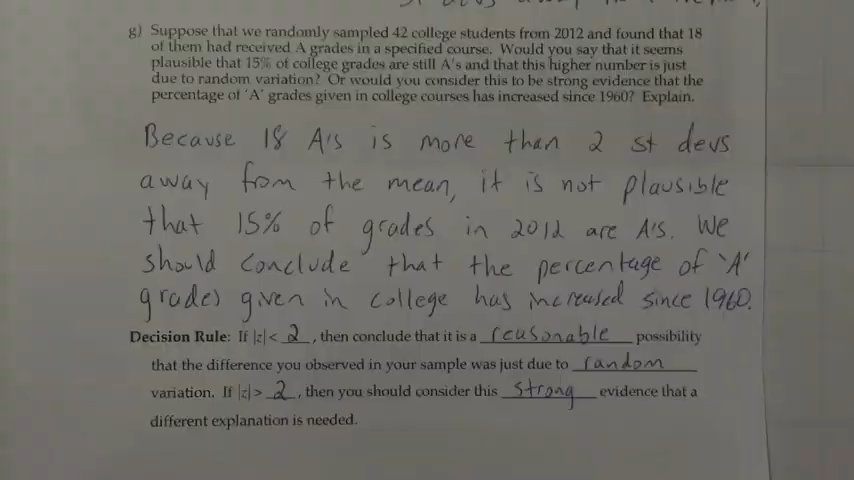 g) Suppose that we randomly sampled 42 college students from 2012 and found that 18
of them had received A grades in a specified course. Would you say that it seems
plausible that 15% of college grades are still A's and that this higher number is just
due to random variation? Or would you consider this to be strong evidence that the
percentage of 'A' grades given in college courses has increased since 1960? Explain.
Because 18 A's is more than 2 st devs
away from the mean, it is not plausible
that 15% of grades in 2012 are A's. We
should conclude that the percentage of 'A'
grades given in college has increased since 1960.
Decision Rule: If |z| < 2, then conclude that it is a reasonable possibility
that the difference you observed in your sample was just due to random
variation. If |z| > 2, then you should consider this strong evidence that a
different explanation is needed.